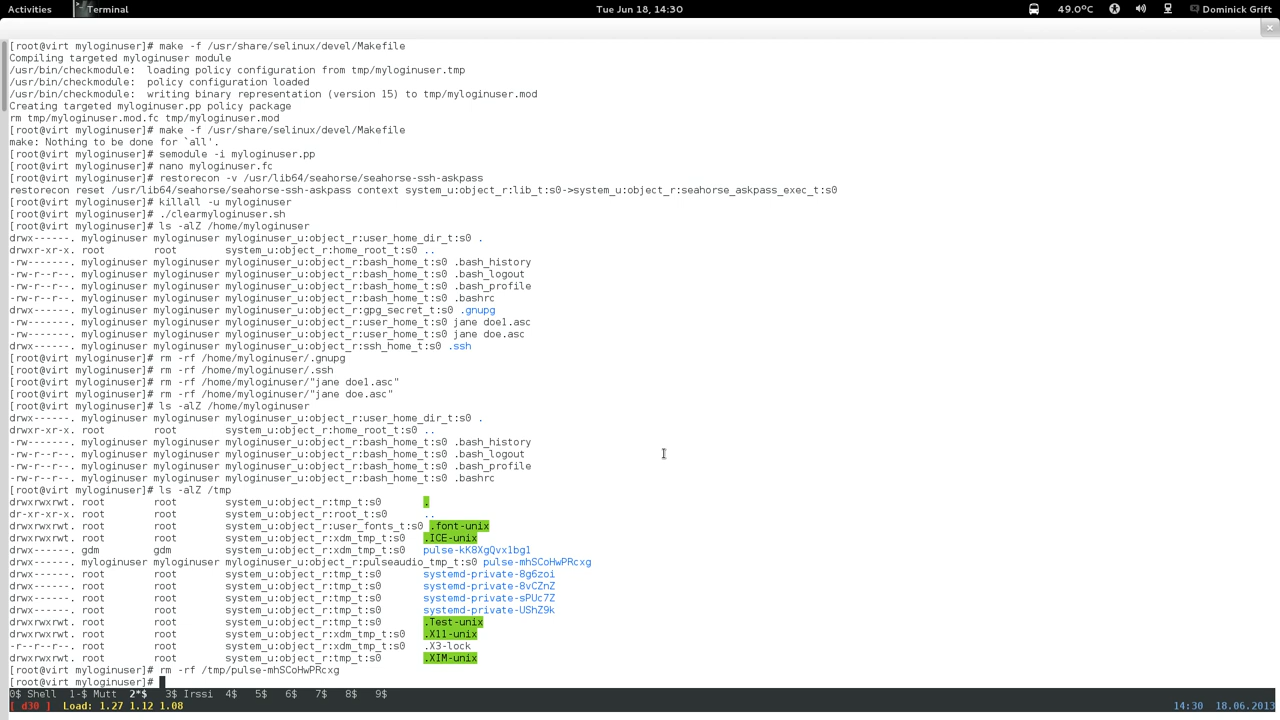 Activities Terminal Tue Jun 18, 14:30 49.0ºC Dominick Grift
[root@virt myloginuser]# make -f /usr/share/selinux/devel/Makefile
Compiling targeted myloginuser module
/usr/bin/checkmodule:  loading policy configuration from tmp/myloginuser.tmp
/usr/bin/checkmodule:  policy configuration loaded
/usr/bin/checkmodule:  writing binary representation (version 15) to tmp/myloginuser.mod
Creating targeted myloginuser.pp policy package
rm tmp/myloginuser.mod.fc tmp/myloginuser.mod
[root@virt myloginuser]# make -f /usr/share/selinux/devel/Makefile
make: Nothing to be done for `all'.
[root@virt myloginuser]# semodule -i myloginuser.pp
[root@virt myloginuser]# nano myloginuser.fc
[root@virt myloginuser]# restorecon -v /usr/lib64/seahorse/seahorse-ssh-askpass
restorecon reset /usr/lib64/seahorse/seahorse-ssh-askpass context system_u:object_r:lib_t:s0->system_u:object_r:seahorse_askpass_exec_t:s0
[root@virt myloginuser]# killall -u myloginuser
[root@virt myloginuser]# ./clearmyloginuser.sh
[root@virt myloginuser]# ls -alZ /home/myloginuser
drwx------. myloginuser myloginuser myloginuser_u:object_r:user_home_dir_t:s0 .
drwxr-xr-x. root        root        system_u:object_r:home_root_t:s0 ..
-rw-------. myloginuser myloginuser myloginuser_u:object_r:bash_home_t:s0 .bash_history
-rw-r--r--. myloginuser myloginuser myloginuser_u:object_r:bash_home_t:s0 .bash_logout
-rw-r--r--. myloginuser myloginuser myloginuser_u:object_r:bash_home_t:s0 .bash_profile
-rw-r--r--. myloginuser myloginuser myloginuser_u:object_r:bash_home_t:s0 .bashrc
drwx------. myloginuser myloginuser myloginuser_u:object_r:gpg_secret_t:s0 .gnupg
-rw-------. myloginuser myloginuser myloginuser_u:object_r:user_home_t:s0 jane doe1.asc
-rw-------. myloginuser myloginuser myloginuser_u:object_r:user_home_t:s0 jane doe.asc
drwx------. myloginuser myloginuser myloginuser_u:object_r:ssh_home_t:s0 .ssh
[root@virt myloginuser]# rm -rf /home/myloginuser/.gnupg
[root@virt myloginuser]# rm -rf /home/myloginuser/.ssh
[root@virt myloginuser]# rm -rf /home/myloginuser/"jane doe1.asc"
[root@virt myloginuser]# rm -rf /home/myloginuser/"jane doe.asc"
[root@virt myloginuser]# ls -alZ /home/myloginuser
drwx------. myloginuser myloginuser myloginuser_u:object_r:user_home_dir_t:s0 .
drwxr-xr-x. root        root        system_u:object_r:home_root_t:s0 ..
-rw-------. myloginuser myloginuser myloginuser_u:object_r:bash_home_t:s0 .bash_history
-rw-r--r--. myloginuser myloginuser myloginuser_u:object_r:bash_home_t:s0 .bash_logout
-rw-r--r--. myloginuser myloginuser myloginuser_u:object_r:bash_home_t:s0 .bash_profile
-rw-r--r--. myloginuser myloginuser myloginuser_u:object_r:bash_home_t:s0 .bashrc
[root@virt myloginuser]# ls -alZ /tmp
drwxrwxrwt. root        root        system_u:object_r:tmp_t:s0       .
dr-xr-xr-x. root        root        system_u:object_r:root_t:s0      ..
drwxrwxrwt. root        root        system_u:object_r:user_fonts_t:s0 .font-unix
drwxrwxrwt. root        root        system_u:object_r:xdm_tmp_t:s0   .ICE-unix
drwx------. gdm         gdm         system_u:object_r:xdm_tmp_t:s0   pulse-kK8XgQvx1bg1
drwx------. myloginuser myloginuser myloginuser_u:object_r:pulseaudio_tmp_t:s0 pulse-mhSCoHwPRcxg
drwx------. root        root        system_u:object_r:tmp_t:s0       systemd-private-8g6zoi
drwx------. root        root        system_u:object_r:tmp_t:s0       systemd-private-8vCZnZ
drwx------. root        root        system_u:object_r:tmp_t:s0       systemd-private-sPUc7Z
drwx------. root        root        system_u:object_r:tmp_t:s0       systemd-private-UShZ9k
drwxrwxrwt. root        root        system_u:object_r:tmp_t:s0       .Test-unix
drwxrwxrwt. root        root        system_u:object_r:xdm_tmp_t:s0   .X11-unix
-r--r--r--. root        root        system_u:object_r:xdm_tmp_t:s0   .X3-lock
drwxrwxrwt. root        root        system_u:object_r:tmp_t:s0       .XIM-unix
[root@virt myloginuser]# rm -rf /tmp/pulse-mhSCoHwPRcxg
[root@virt myloginuser]#
0$ Shell  1-$ Mutt  2*$  3$ Irssi  4$  5$  6$  7$  8$  9$
[ d30 ]  Load: 1.27 1.12 1.08 14:30  18.06.2013